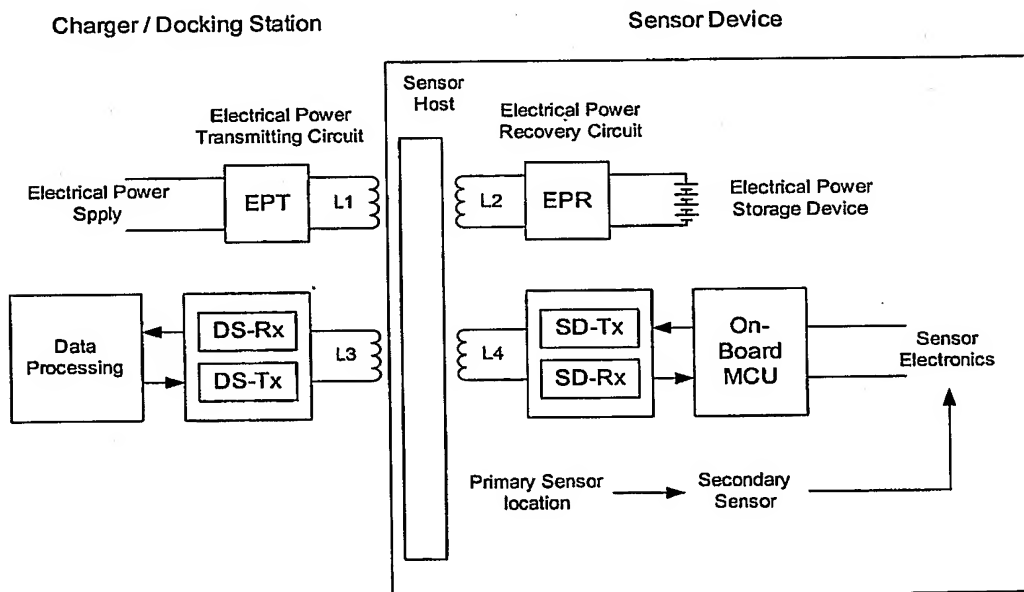 Charger / Docking Station
Sensor Device
Sensor
Host
Electrical Power
Transmitting Circuit
Electrical Power
Recovery Circuit
Electrical Power
Spply
EPT
L1
L2
EPR
Electrical Power
Storage Device
Data
Processing
DS-Rx
DS-Tx
L3
L4
SD-Tx
SD-Rx
On-
Board
MCU
Sensor
Electronics
Primary Sensor
location
Secondary
Sensor